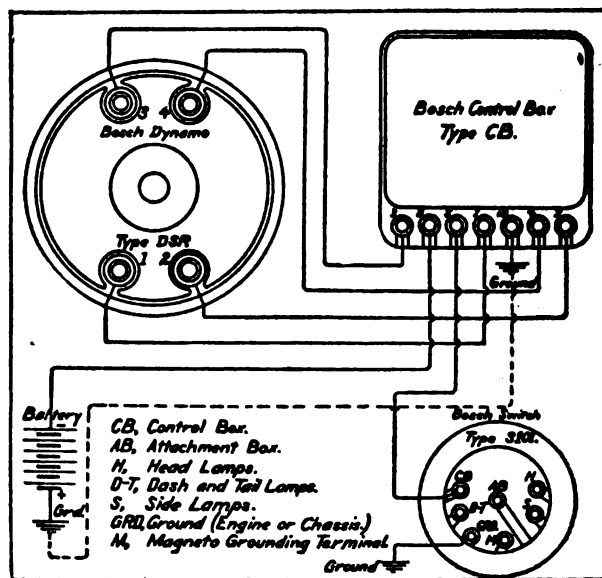 3 4
Bosch Dynamo
Type DSR
1 2
Bosch Control Box
Type CB.
Ground
Battery
Grd.
CB, Control Box.
AB, Attachment Box.
H, Head Lamps.
D-T, Dash and Tail Lamps.
S, Side Lamps.
GRD, Ground (Engine or Chassis.)
M, Magneto Grounding Terminal
Bosch Switch
CB
AB
H
D-T
S
GRD
M
Ground